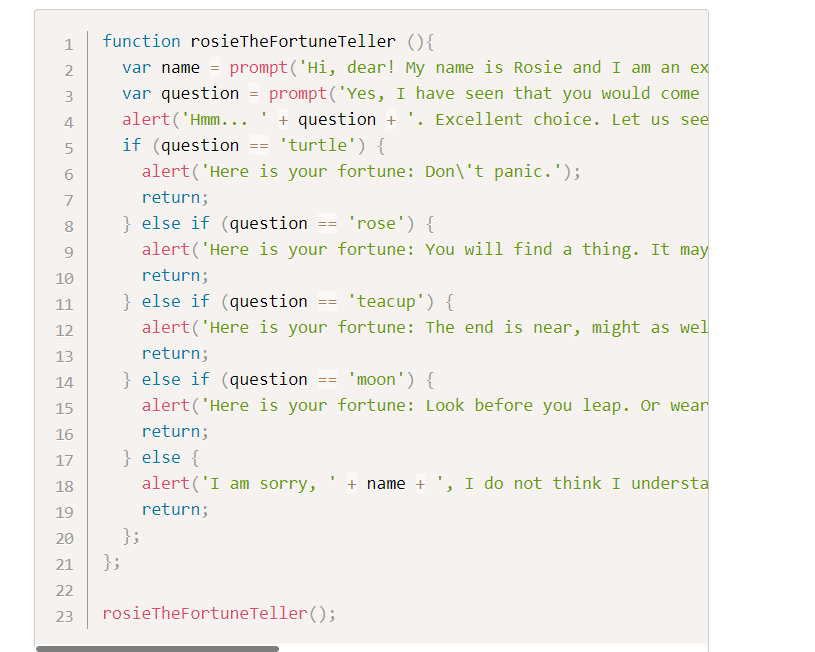 1 function rosieTheFortuneTeller (){
2 var name = prompt('Hi, dear! My name is Rosie and I am an ex
3 var question = prompt('Yes, I have seen that you would come
4 alert('Hmm... ' + question + '. Excellent choice. Let us see
5 if (question == 'turtle') {
6 alert('Here is your fortune: Don\'t panic.');
7 return;
8 } else if (question == 'rose') {
9 alert('Here is your fortune: You will find a thing. It may
10 return;
11 } else if (question == 'teacup') {
12 alert('Here is your fortune: The end is near, might as wel
13 return;
14 } else if (question == 'moon') {
15 alert('Here is your fortune: Look before you leap. Or wear
16 return;
17 } else {
18 alert('I am sorry, ' + name + ', I do not think I understa
19 return;
20 };
21 };
22
23 rosieTheFortuneTeller();